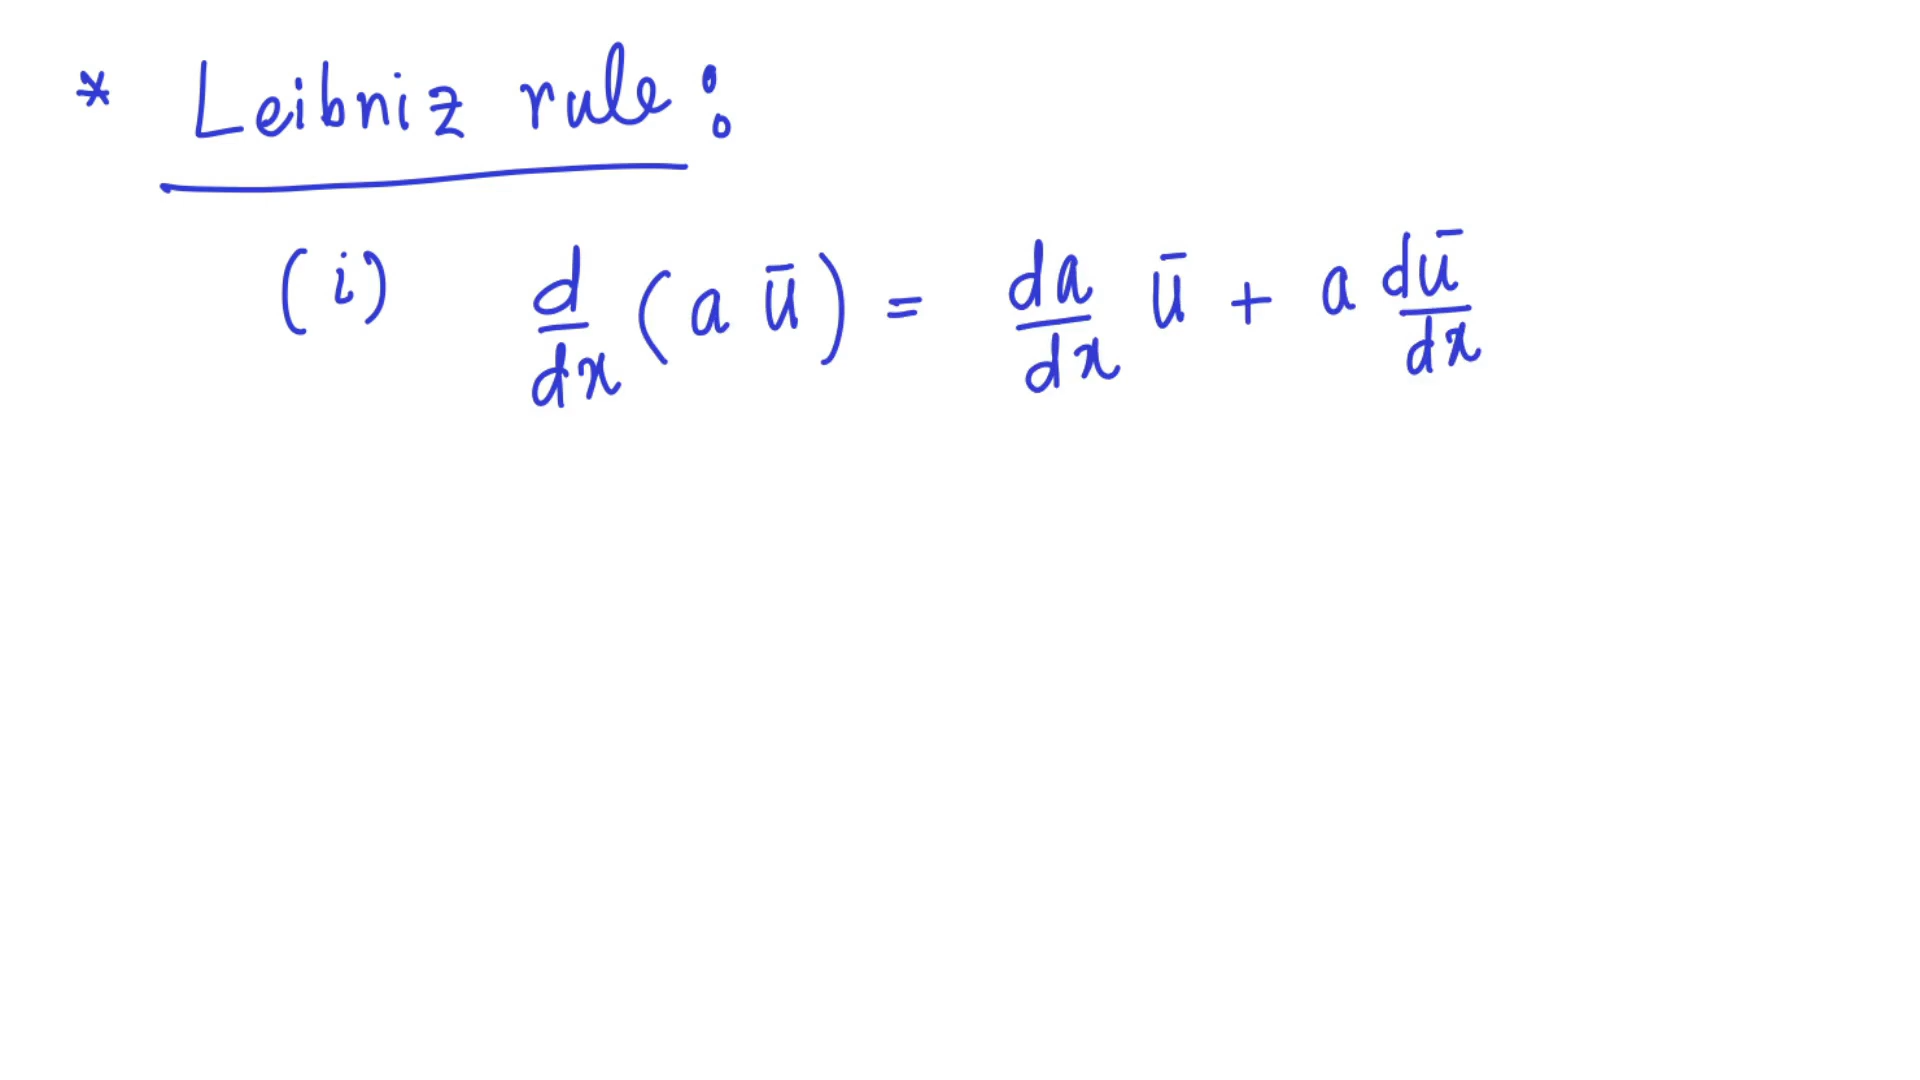 * Leibniz rule:
(i) d/dx (a ū) = da/dx ū + a dū/dx